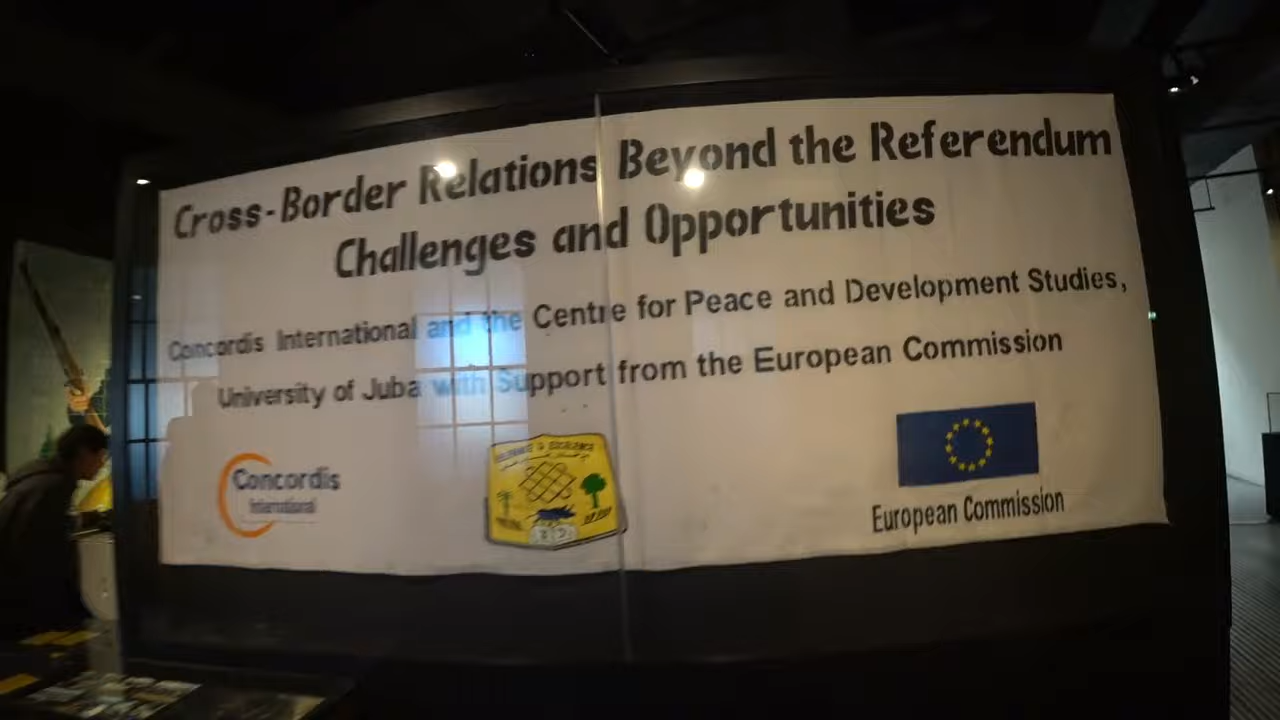 Cross-Border Relations Beyond the Referendum
Challenges and Opportunities
Concordis International and the Centre for Peace and Development Studies,
University of Juba with Support from the European Commission
Concordis
International
European Commission